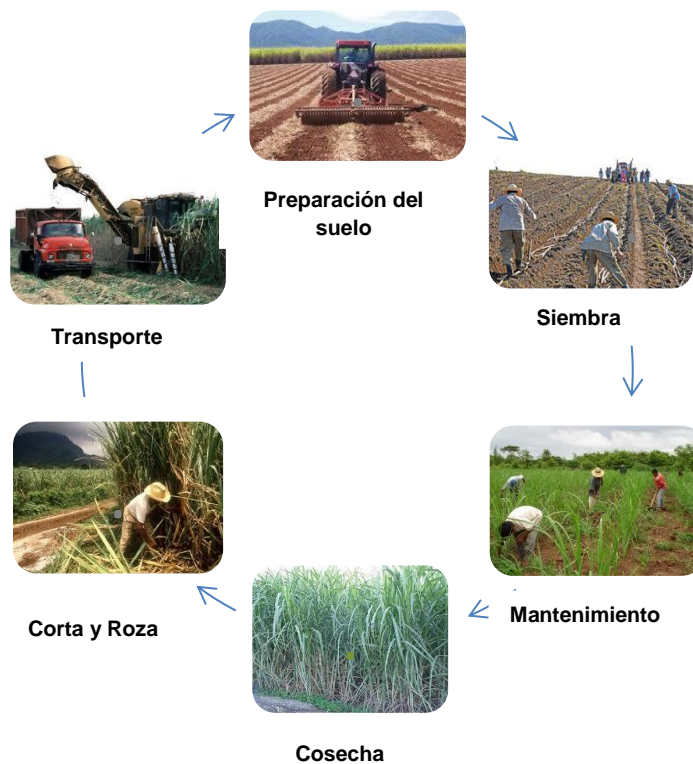 Preparación del
suelo
Siembra
Transporte
Mantenimiento
Corta y Roza
Cosecha